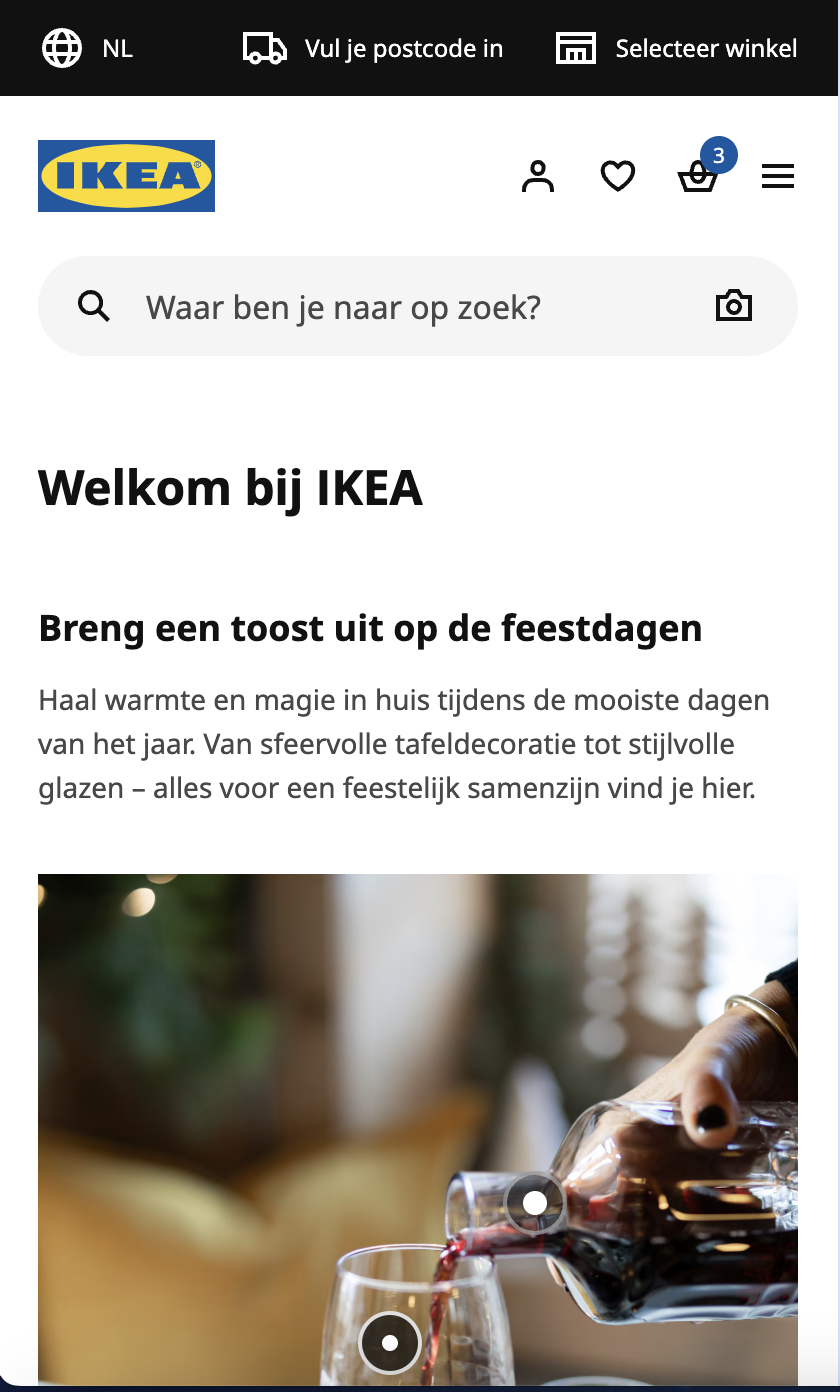 NL
Vul je postcode in
Selecteer winkel
IKEA®
3
Waar ben je naar op zoek?
Welkom bij IKEA
Breng een toost uit op de feestdagen
Haal warmte en magie in huis tijdens de mooiste dagen
van het jaar. Van sfeervolle tafeldecoratie tot stijlvolle
glazen – alles voor een feestelijk samenzijn vind je hier.